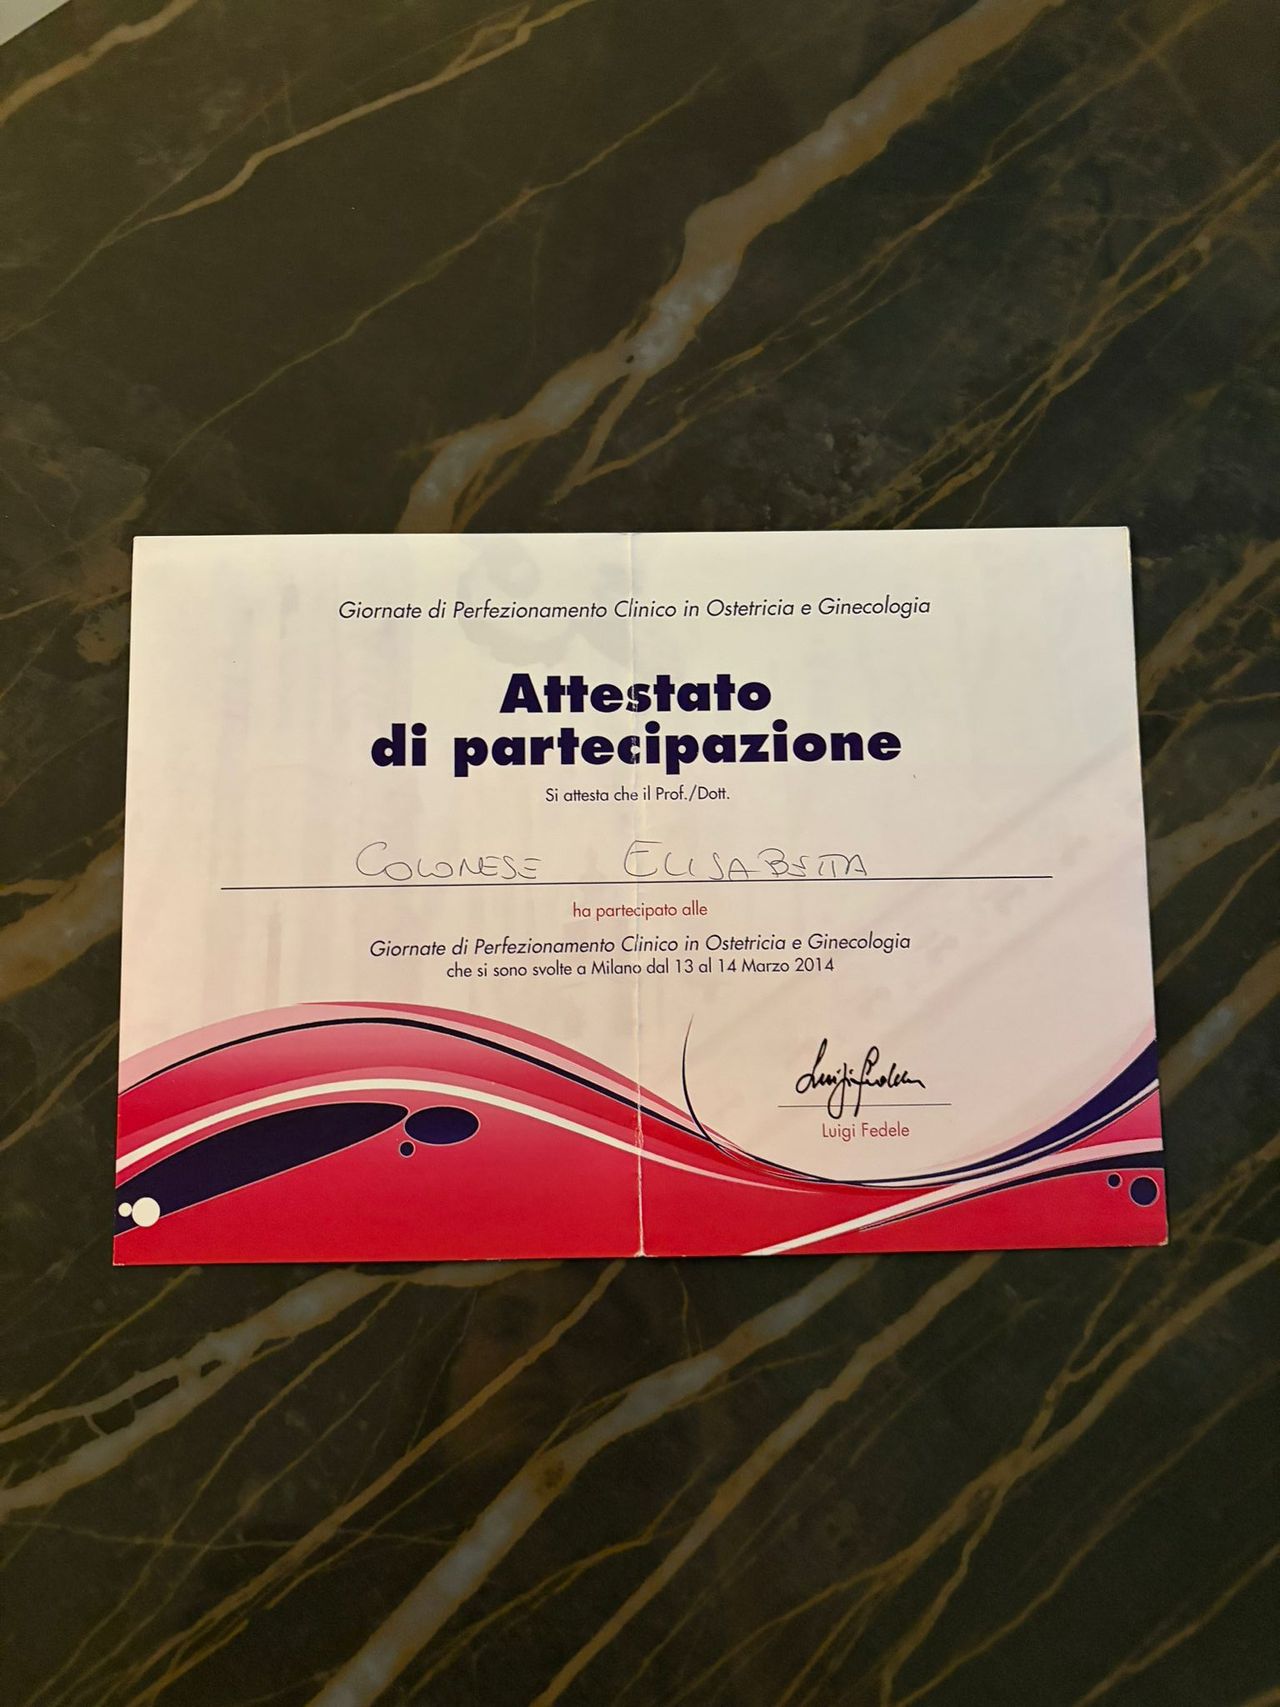 Giornate di Perfezionamento Clinico in Ostetricia e Ginecologia
Attestato
di partecipazione
Si attesta che il Prof./Dott.
COLONESE ELISABETTA
ha partecipato alle
Giornate di Perfezionamento Clinico in Ostetricia e Ginecologia
che si sono svolte a Milano dal 13 al 14 Marzo 2014
Luigi Fedele
Luigi Fedele